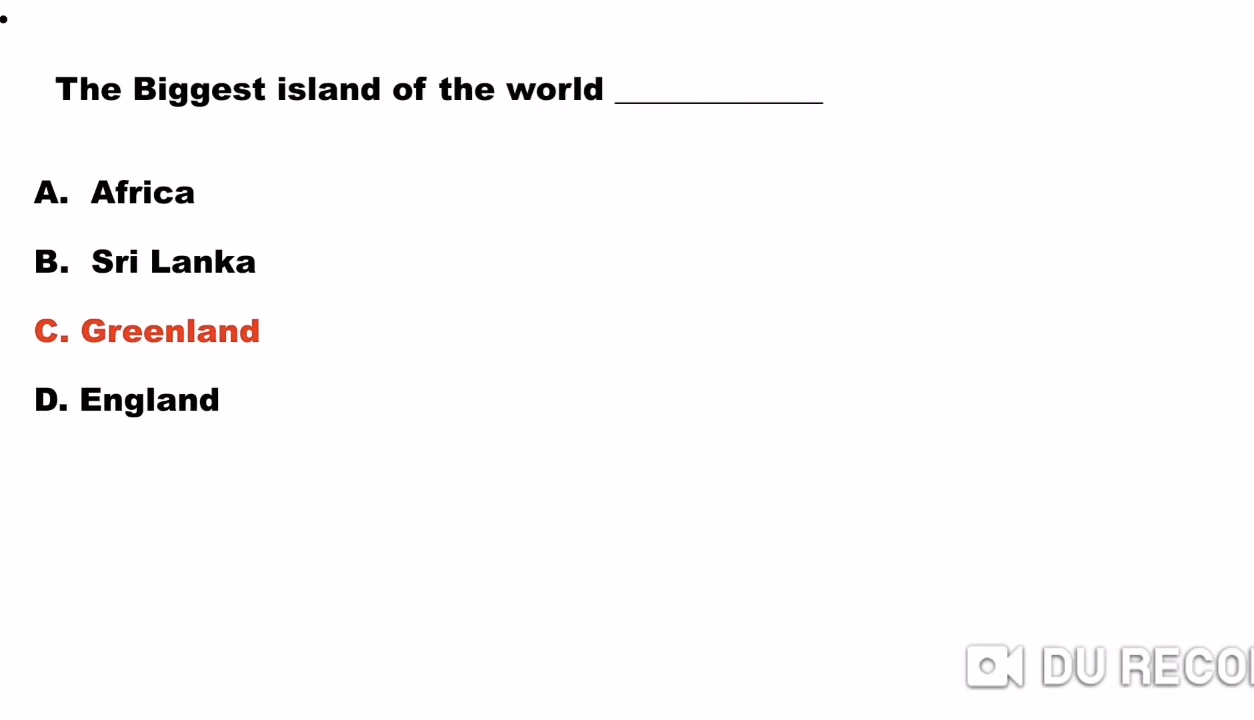 The Biggest island of the world ____________
A. Africa
B. Sri Lanka
C. Greenland
D. England
DU RECO